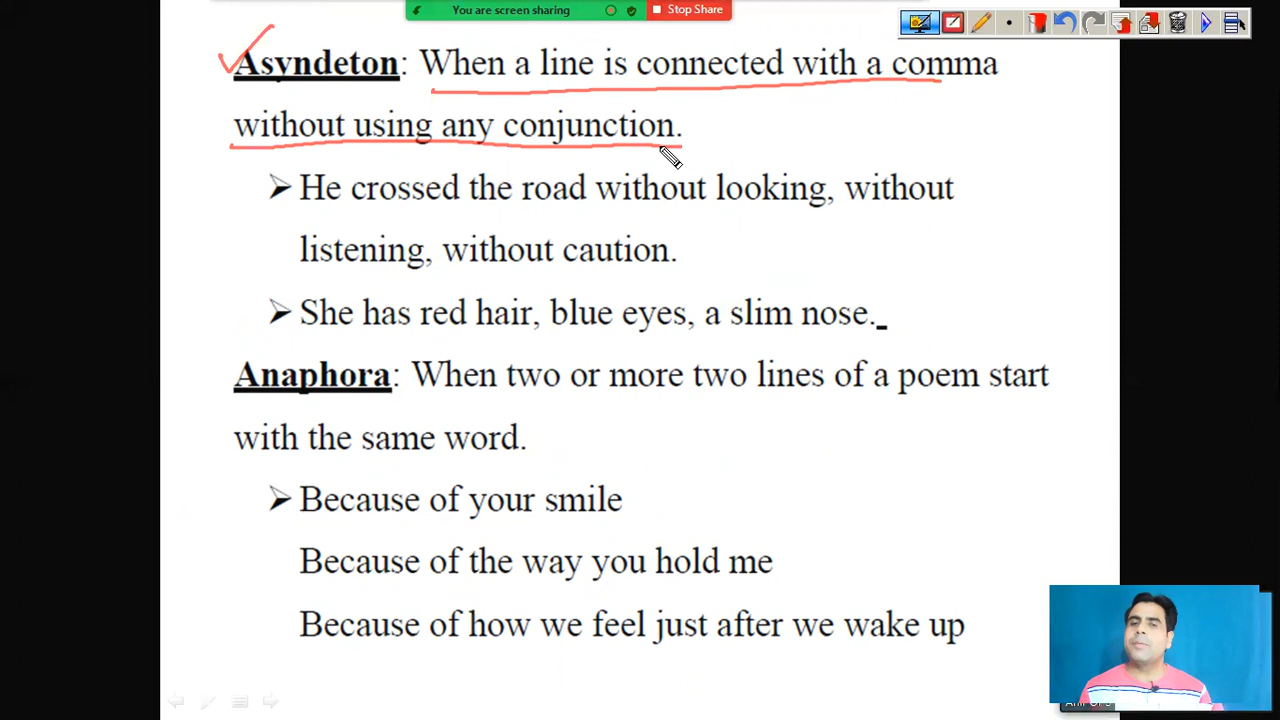 You are screen sharing
Stop Share
Asyndeton: When a line is connected with a comma
without using any conjunction.
➢ He crossed the road without looking, without
listening, without caution.
➢ She has red hair, blue eyes, a slim nose.
Anaphora: When two or more two lines of a poem start
with the same word.
➢ Because of your smile
Because of the way you hold me
Because of how we feel just after we wake up